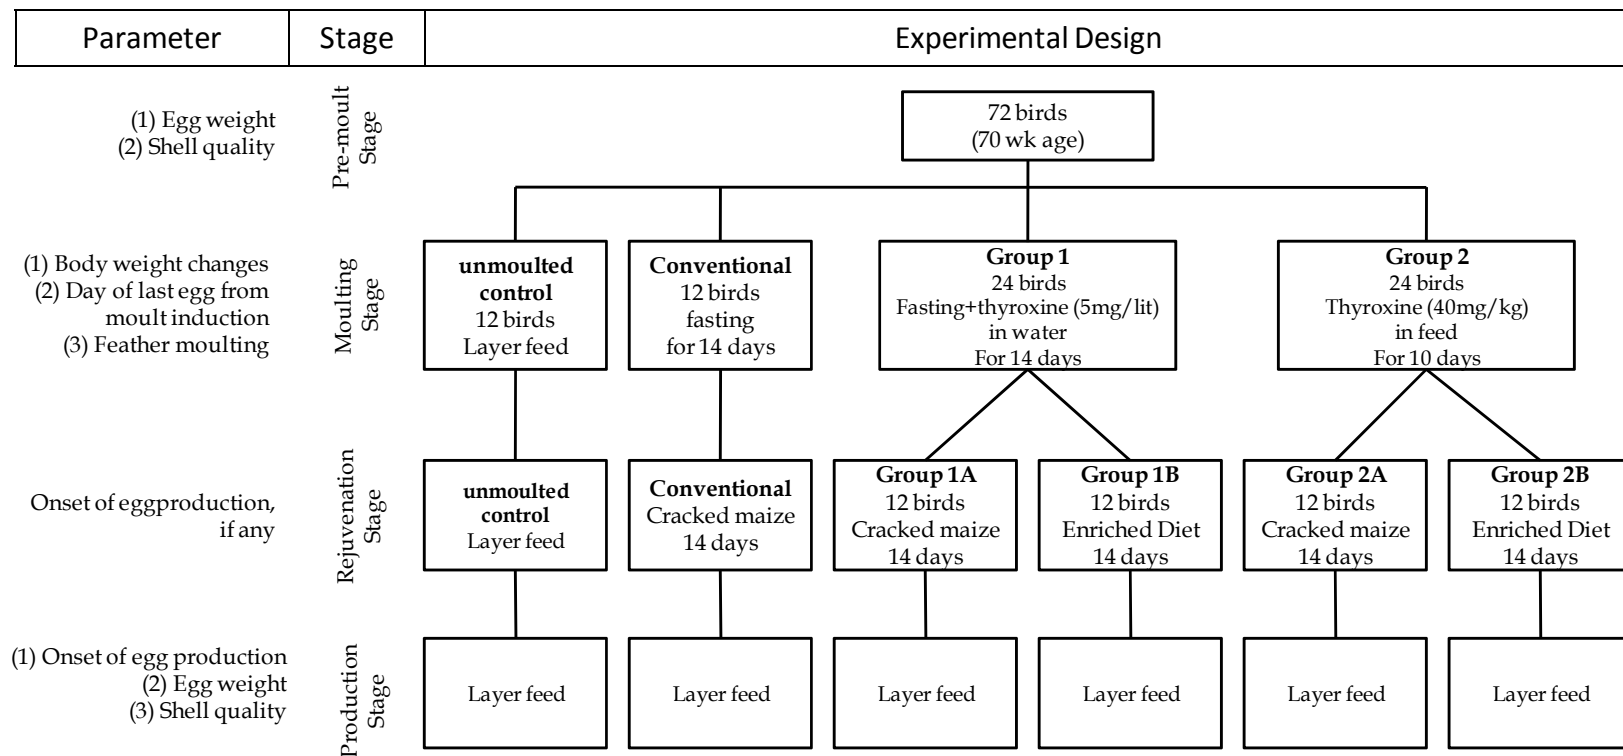 Parameter
Stage
Experimental Design
(1) Egg weight
(2) Shell quality
Pre-moult
Stage
72 birds
(70 wk age)
(1) Body weight changes
(2) Day of last egg from
moult induction
(3) Feather moulting
Moulting
Stage
unmoulted
control
12 birds
Layer feed
Conventional
12 birds
fasting
for 14 days
Group 1
24 birds
Fasting+thyroxine (5mg/lit)
in water
For 14 days
Group 2
24 birds
Thyroxine (40mg/kg)
in feed
For 10 days
Onset of eggproduction,
if any
Rejuvenation
Stage
unmoulted
control
Layer feed
Conventional
Cracked maize
14 days
Group 1A
12 birds
Cracked maize
14 days
Group 1B
12 birds
Enriched Diet
14 days
Group 2A
12 birds
Cracked maize
14 days
Group 2B
12 birds
Enriched Diet
14 days
(1) Onset of egg production
(2) Egg weight
(3) Shell quality
Production
Stage
Layer feed
Layer feed
Layer feed
Layer feed
Layer feed
Layer feed